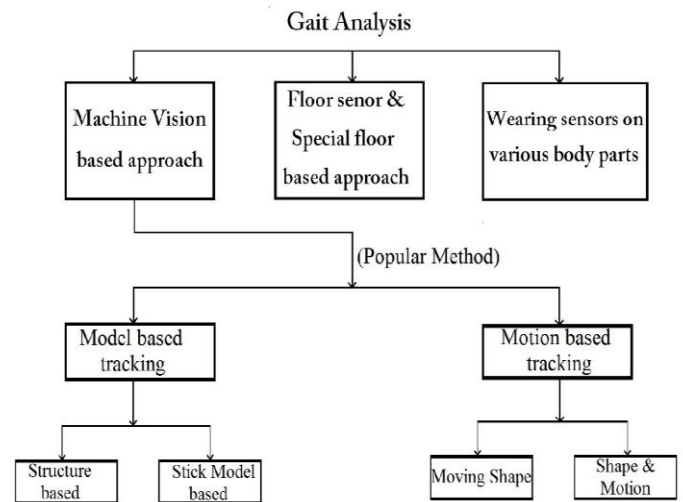 Gait Analysis
Machine Vision
based approach
Floor senor &
Special floor
based approach
Wearing sensors on
various body parts
(Popular Method)
Model based
tracking
Motion based
tracking
Structure
based
Stick Model
based
Moving Shape
Shape &
Motion